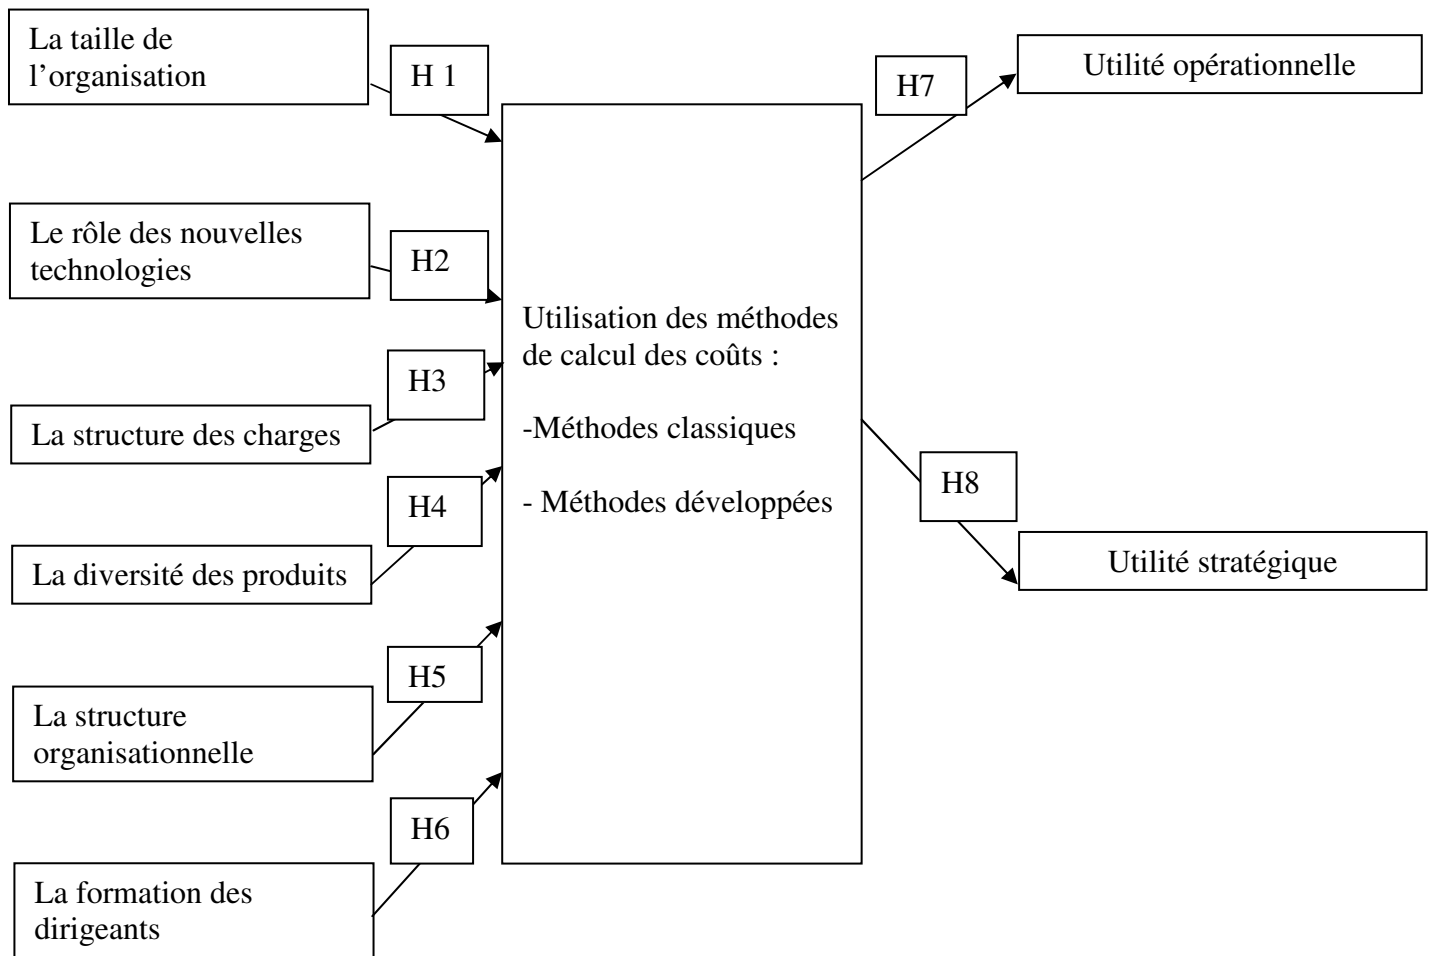 La taille de
l’organisation
H 1
H7
Utilité opérationnelle
Le rôle des nouvelles
technologies
H2
Utilisation des méthodes
de calcul des coûts :
-Méthodes classiques
- Méthodes développées
H3
La structure des charges
H4
H8
Utilité stratégique
La diversité des produits
H5
La structure
organisationnelle
H6
La formation des
dirigeants